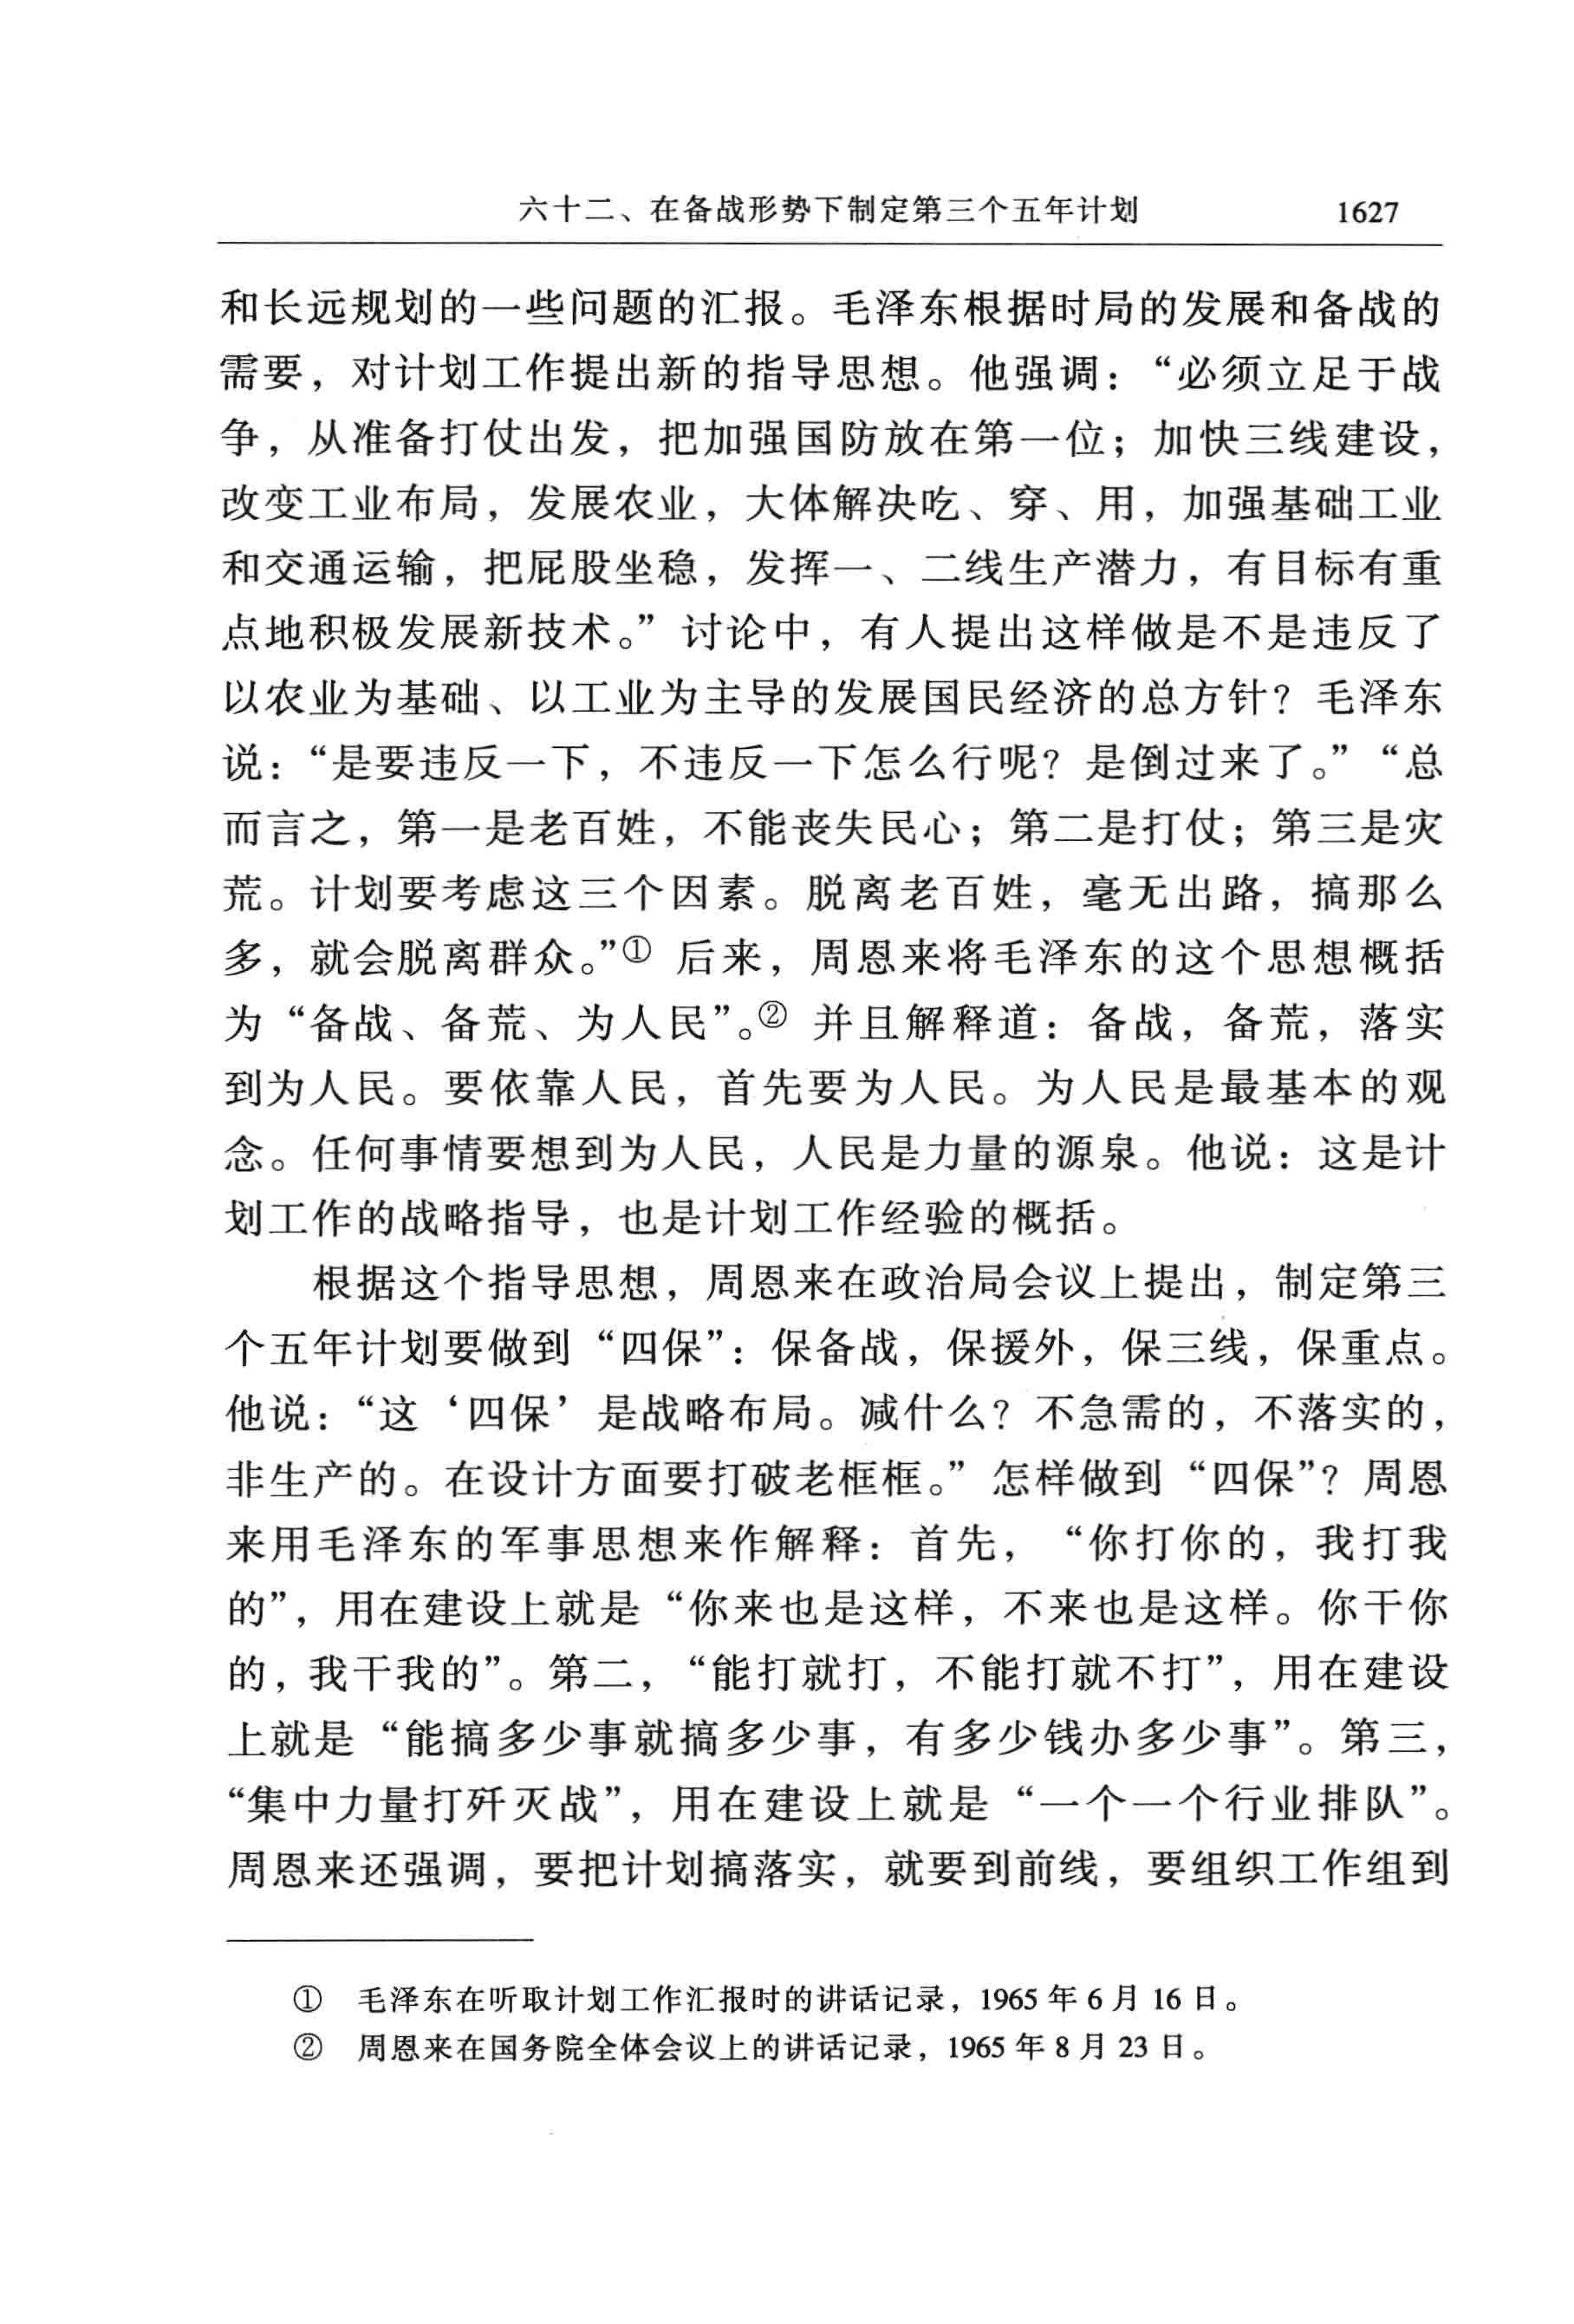 六十二、在备战形势下制定第三个五年计划 1627
和长远规划的一些问题的汇报。毛泽东根据时局的发展和备战的
需要，对计划工作提出新的指导思想。他强调：“必须立足于战
争，从准备打仗出发，把加强国防放在第一位；加快三线建设，
改变工业布局，发展农业，大体解决吃、穿、用，加强基础工业
和交通运输，把屁股坐稳，发挥一、二线生产潜力，有目标有重
点地积极发展新技术。”讨论中，有人提出这样做是不是违反了
以农业为基础、以工业为主导的发展国民经济的总方针？毛泽东
说：“是要违反一下，不违反一下怎么行呢？是倒过来了。”“总
而言之，第一是老百姓，不能丧失民心；第二是打仗；第三是灾
荒。计划要考虑这三个因素。脱离老百姓，毫无出路，搞那么
多，就会脱离群众。”① 后来，周恩来将毛泽东的这个思想概括
为“备战、备荒、为人民”。② 并且解释道：备战，备荒，落实
到为人民。要依靠人民，首先要为人民。为人民是最基本的观
念。任何事情要想到为人民，人民是力量的源泉。他说：这是计
划工作的战略指导，也是计划工作经验的概括。
根据这个指导思想，周恩来在政治局会议上提出，制定第三
个五年计划要做到“四保”：保备战，保援外，保三线，保重点。
他说：“这‘四保’是战略布局。减什么？不急需的，不落实的，
非生产的。在设计方面要打破老框框。”怎样做到“四保”？周恩
来用毛泽东的军事思想来作解释：首先，“你打你的，我打我
的”，用在建设上就是“你来也是这样，不来也是这样。你干你
的，我干我的”。第二，“能打就打，不能打就不打”，用在建设
上就是“能搞多少事就搞多少事，有多少钱办多少事”。第三，
“集中力量打歼灭战”，用在建设上就是“一个一个行业排队”。
周恩来还强调，要把计划搞落实，就要到前线，要组织工作组到
① 毛泽东在听取计划工作汇报时的讲话记录，1965 年 6 月 16 日。
② 周恩来在国务院全体会议上的讲话记录，1965 年 8 月 23 日。